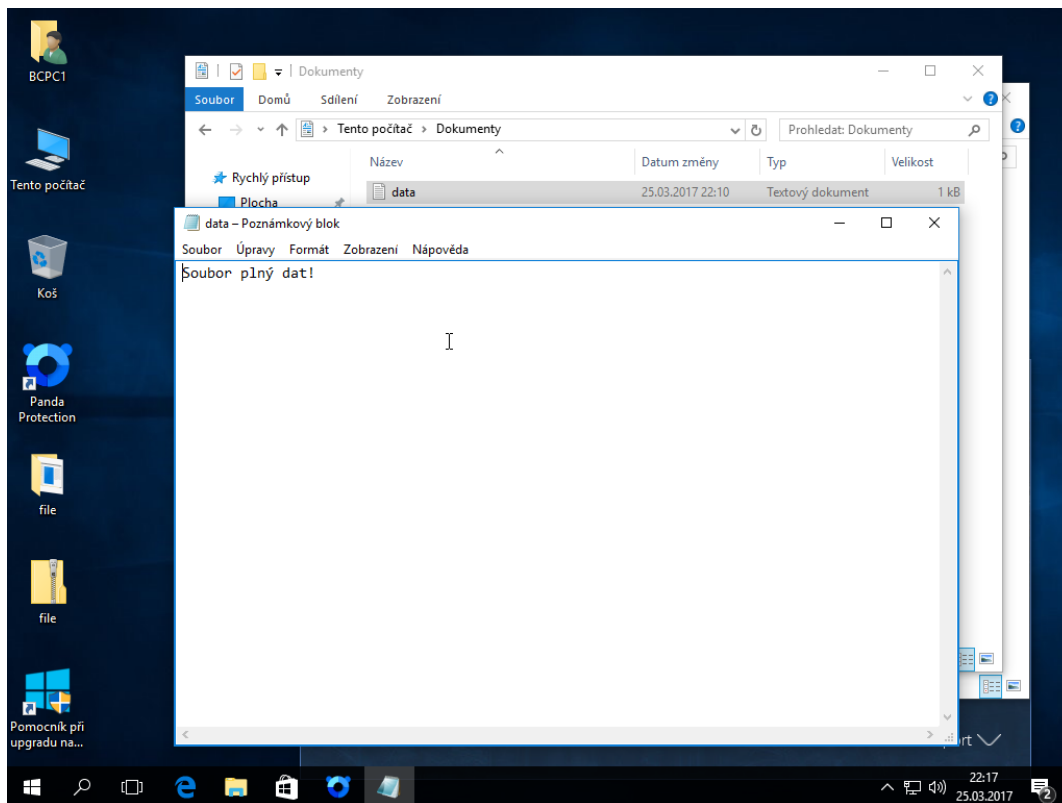 BCPC1
Tento počítač
Koš
Panda
Protection
file
file
Pomocník při
upgradu na...
Dokumenty
Soubor Domů Sdílení Zobrazení
Tento počítač › Dokumenty
Prohledat: Dokumenty
Název Datum změny Typ Velikost
Rychlý přístup
Plocha
data 25.03.2017 22:10 Textový dokument 1 kB
data – Poznámkový blok
Soubor Úpravy Formát Zobrazení Nápověda
Soubor plný dat!
22:17
25.03.2017
2